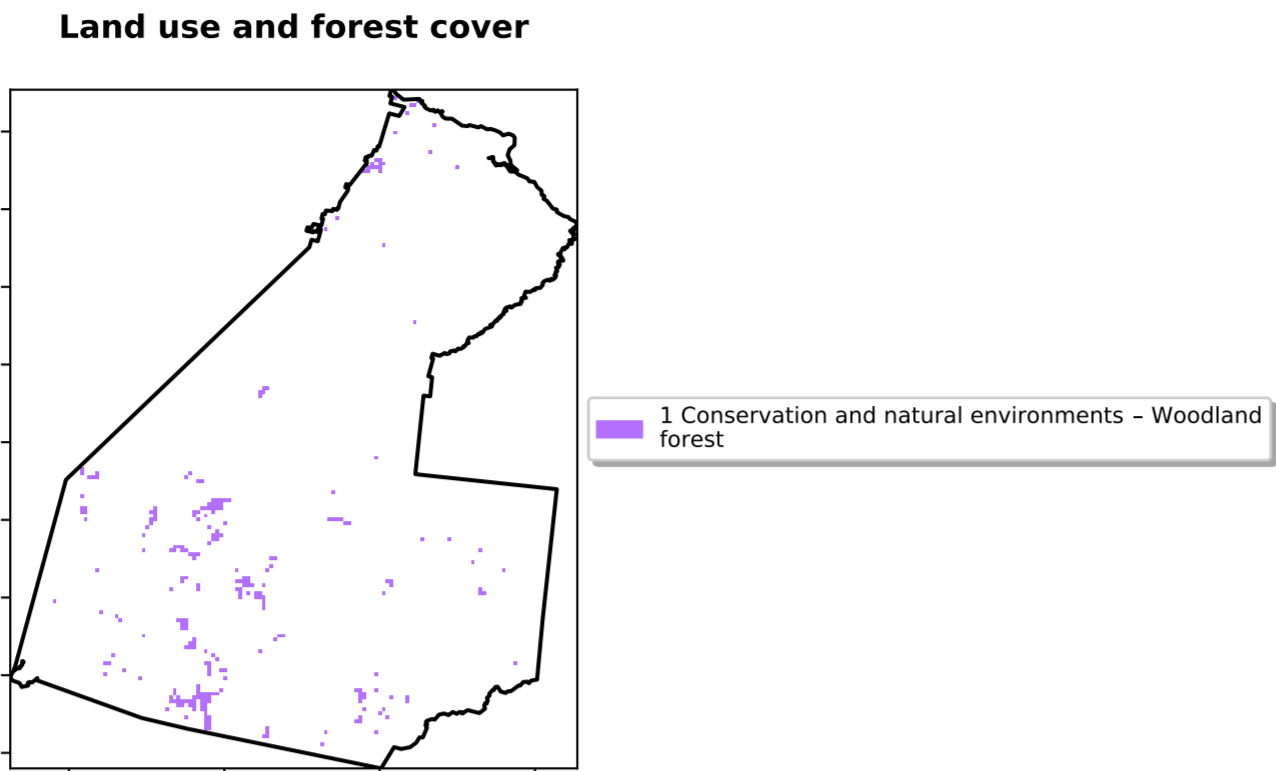 Land use and forest cover
1 Conservation and natural environments – Woodland
forest